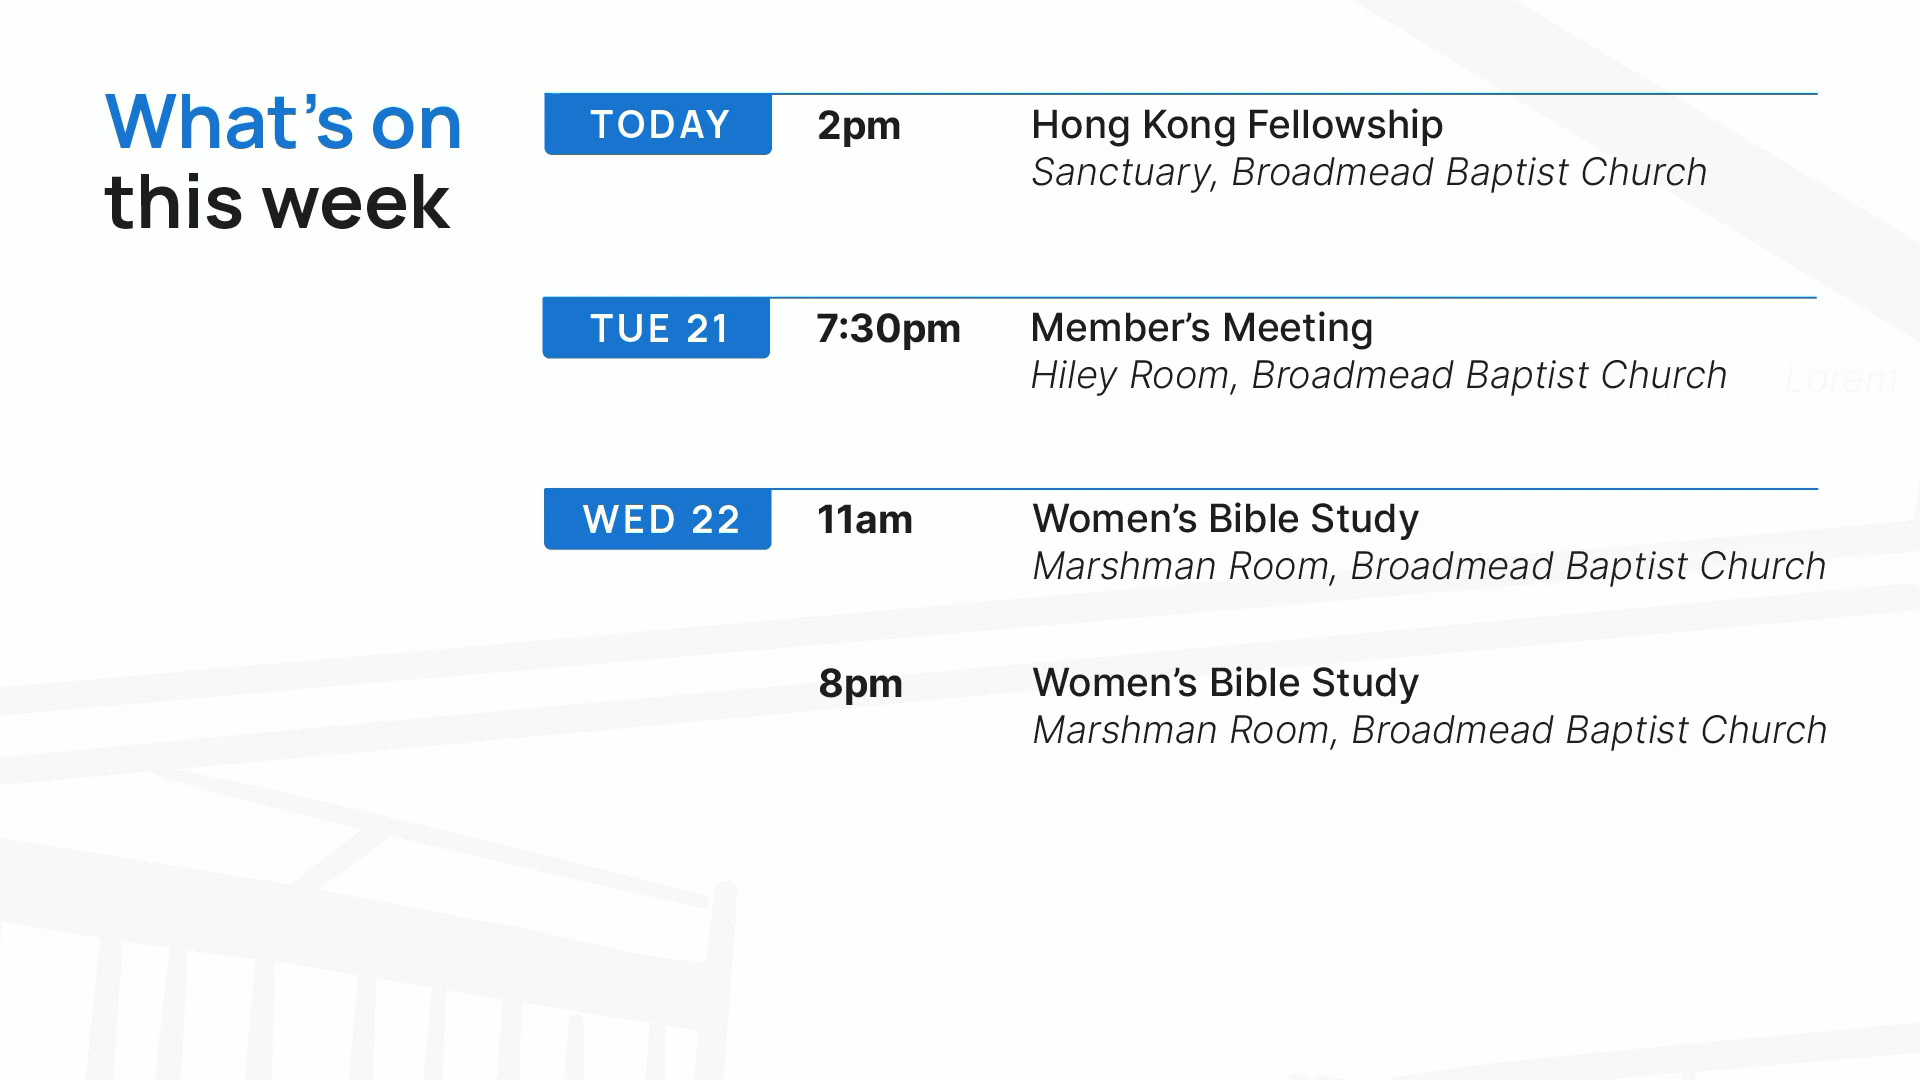 What's on
this week
TODAY
2pm
Hong Kong Fellowship
Sanctuary, Broadmead Baptist Church
TUE 21
7:30pm
Member's Meeting
Hiley Room, Broadmead Baptist Church
Lorem
WED 22
11am
Women's Bible Study
Marshman Room, Broadmead Baptist Church
8pm
Women's Bible Study
Marshman Room, Broadmead Baptist Church